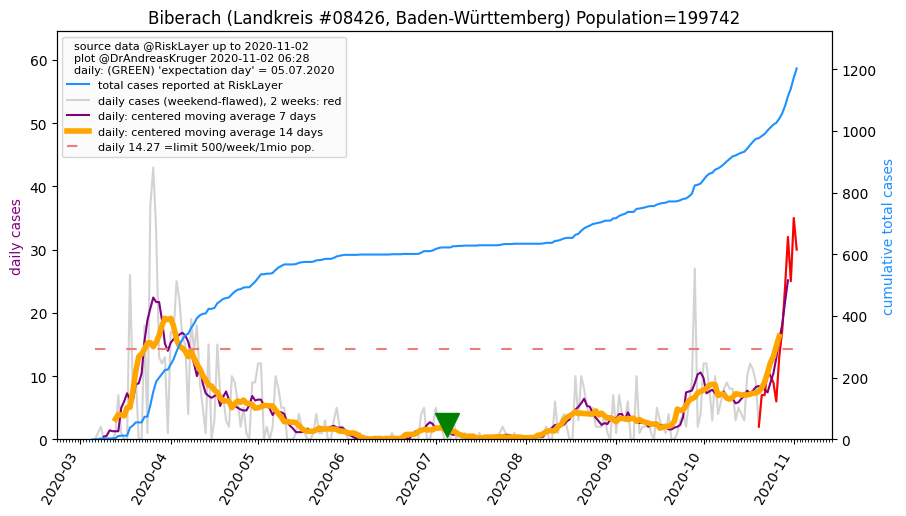 Biberach (Landkreis #08426, Baden-Württemberg) Population=199742
source data @RiskLayer up to 2020-11-02
plot @DrAndreasKruger 2020-11-02 06:28
daily: (GREEN) 'expectation day' = 05.07.2020
total cases reported at RiskLayer
daily cases (weekend-flawed), 2 weeks: red
daily: centered moving average 7 days
daily: centered moving average 14 days
daily 14.27 =limit 500/week/1mio pop.
daily cases
60
50
40
30
20
10
0
cumulative total cases
1200
1000
800
600
400
200
0
2020-03
2020-04
2020-05
2020-06
2020-07
2020-08
2020-09
2020-10
2020-11